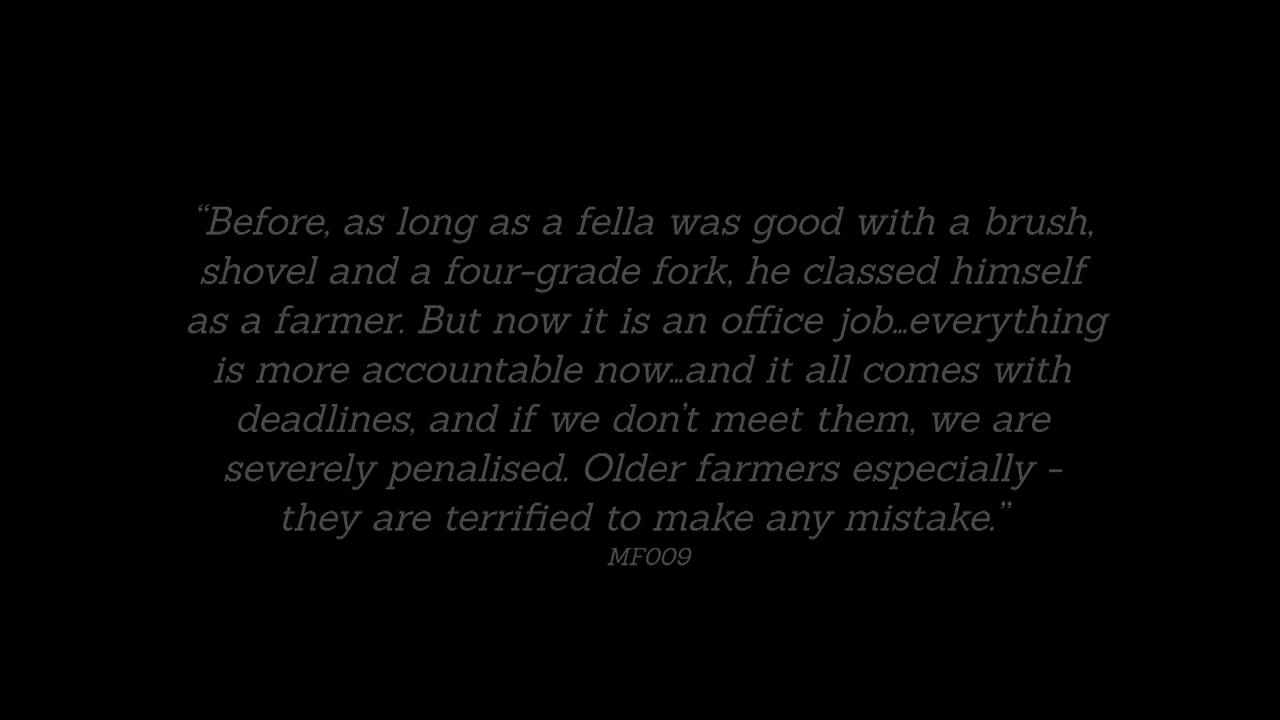 “Before, as long as a fella was good with a brush,
shovel and a four-grade fork, he classed himself
as a farmer. But now it is an office job...everything
is more accountable now...and it all comes with
deadlines, and if we don’t meet them, we are
severely penalised. Older farmers especially -
they are terrified to make any mistake.”
MF009